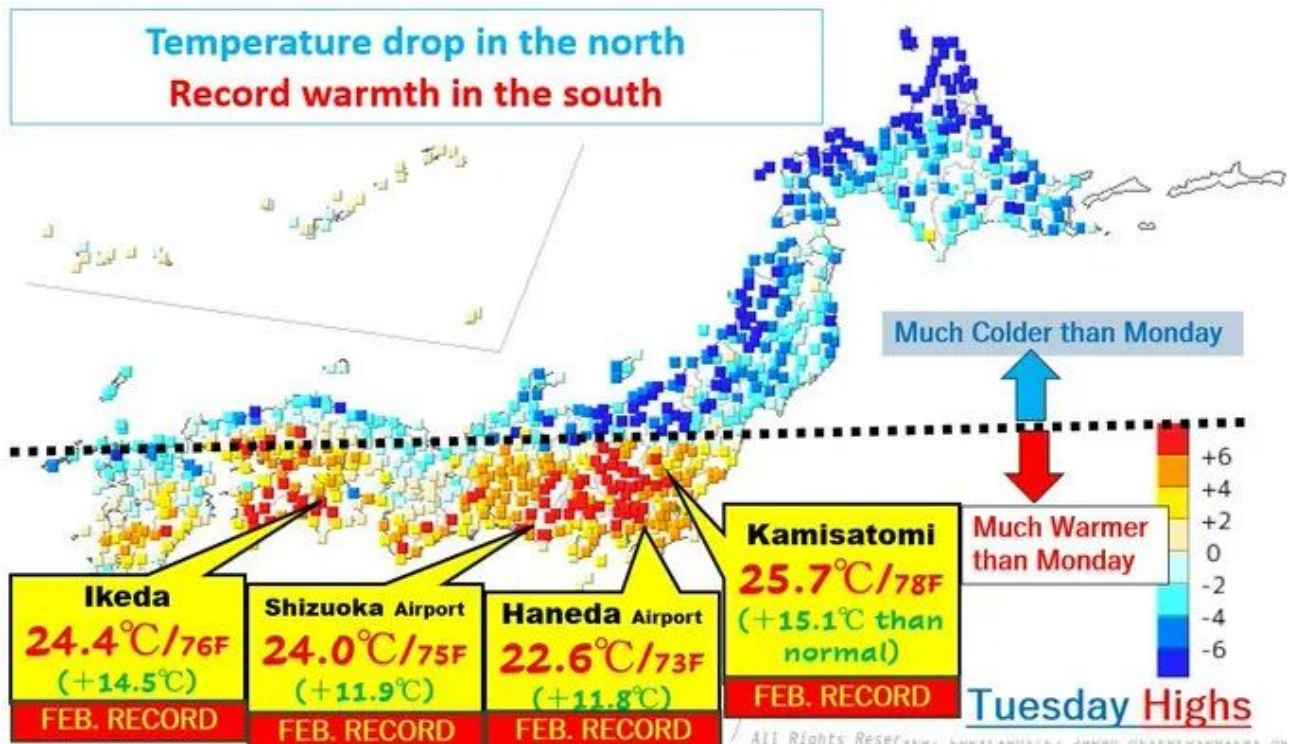 Temperature drop in the north
Record warmth in the south
Much Colder than Monday
+6
+4
+2
0
-2
-4
-6
Much Warmer
than Monday
Kamisatomi
25.7℃/78F
(+15.1℃ than
normal)
FEB. RECORD
Ikeda
24.4℃/76F
(+14.5℃)
FEB. RECORD
Shizuoka Airport
24.0℃/75F
(+11.9℃)
FEB. RECORD
Haneda Airport
22.6℃/73F
(+11.8℃)
FEB. RECORD
Tuesday Highs
All Rights